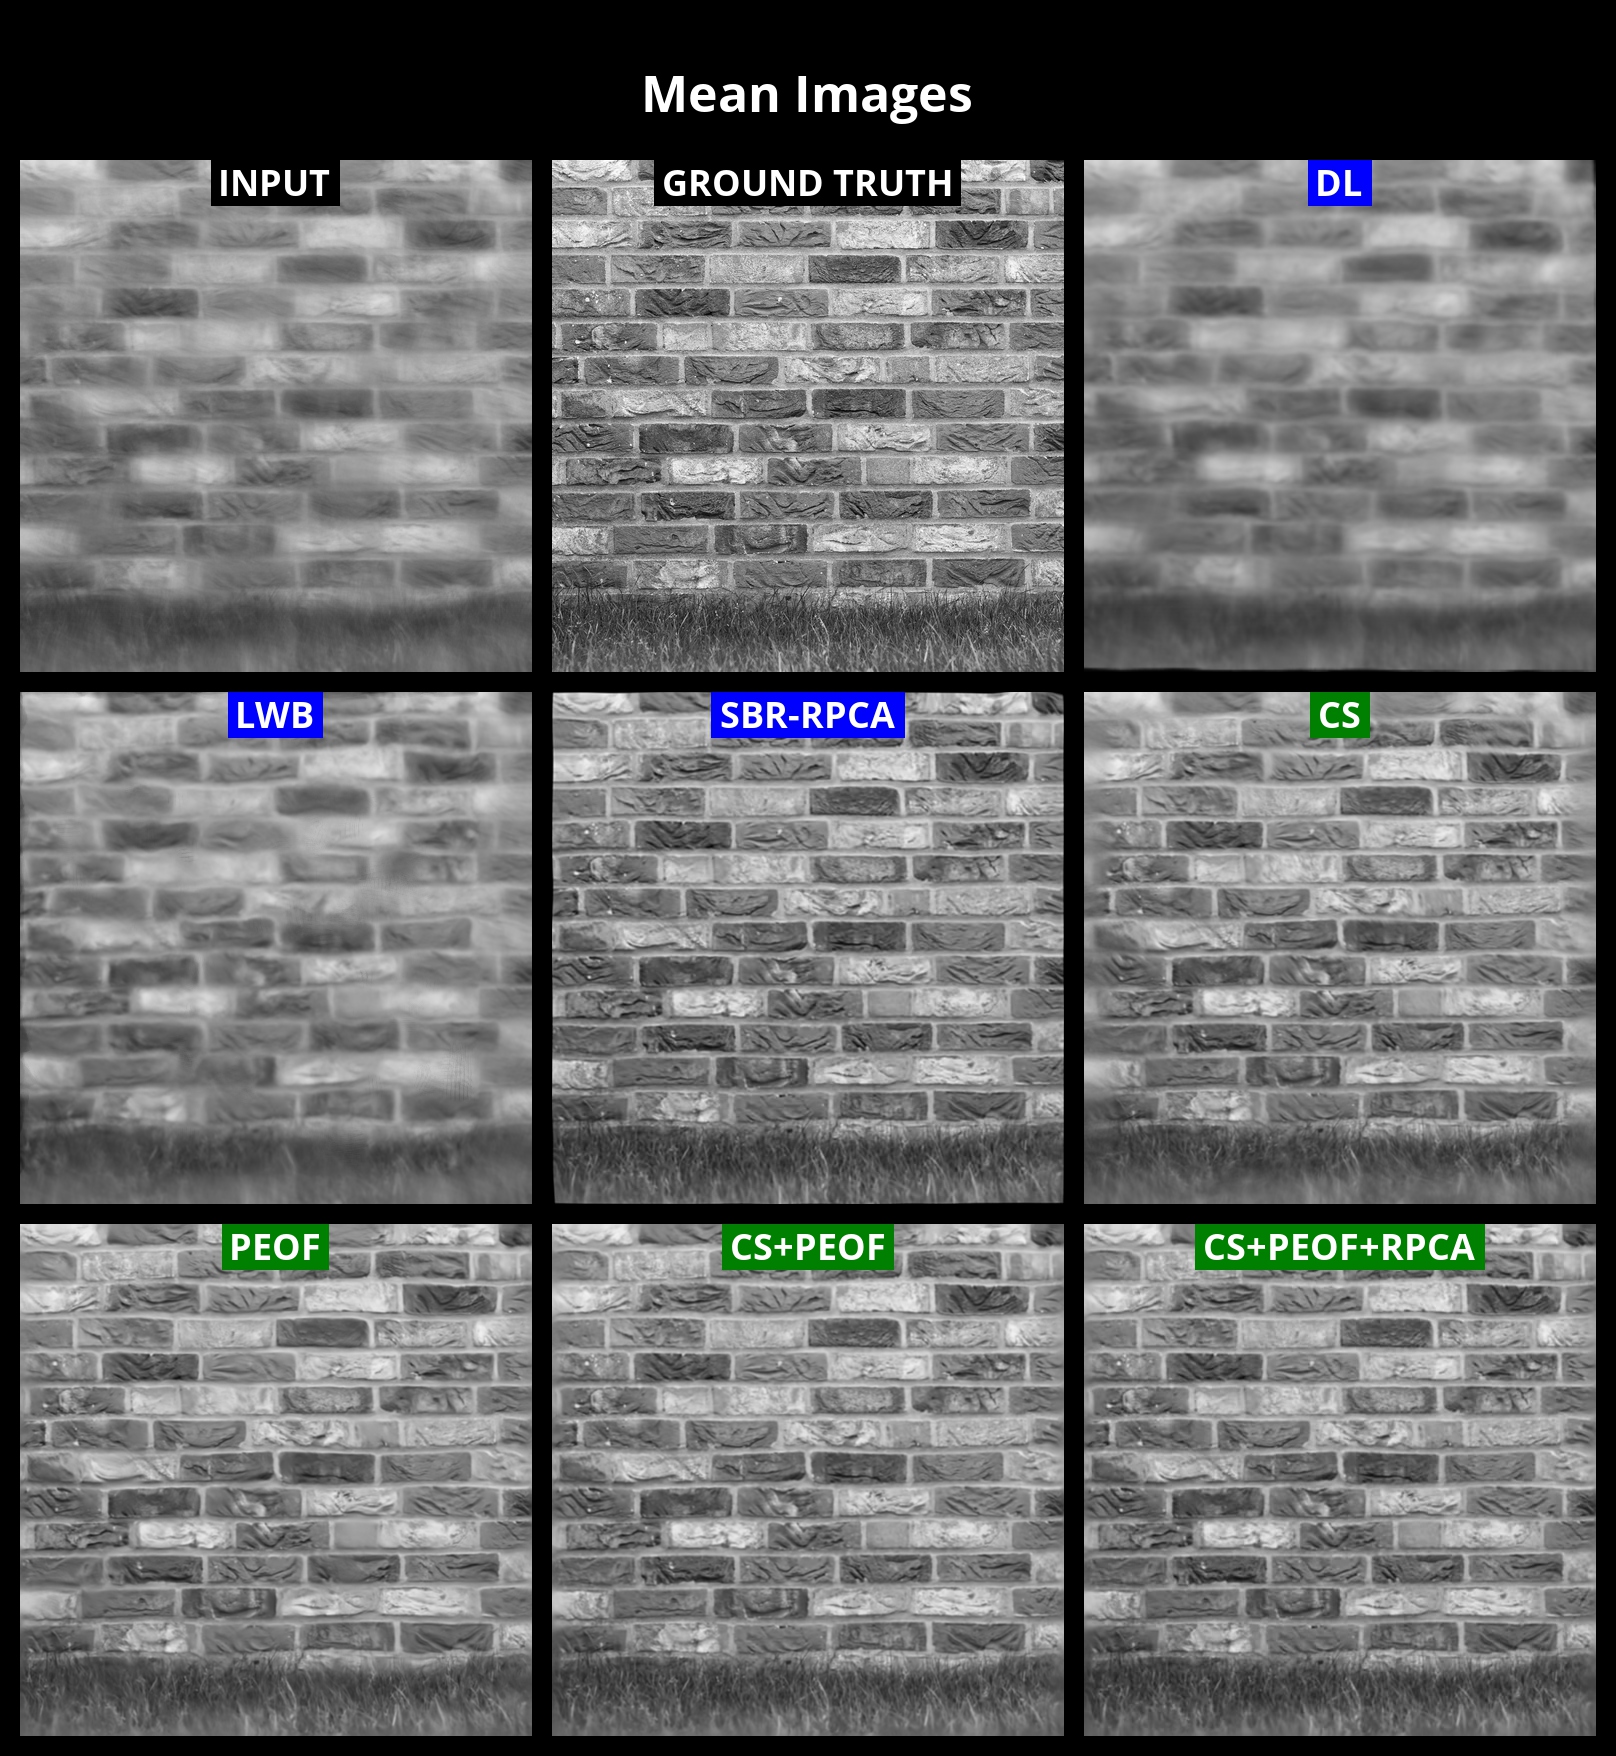 Mean Images
INPUT
GROUND TRUTH
DL
LWB
SBR-RPCA
CS
PEOF
CS+PEOF
CS+PEOF+RPCA